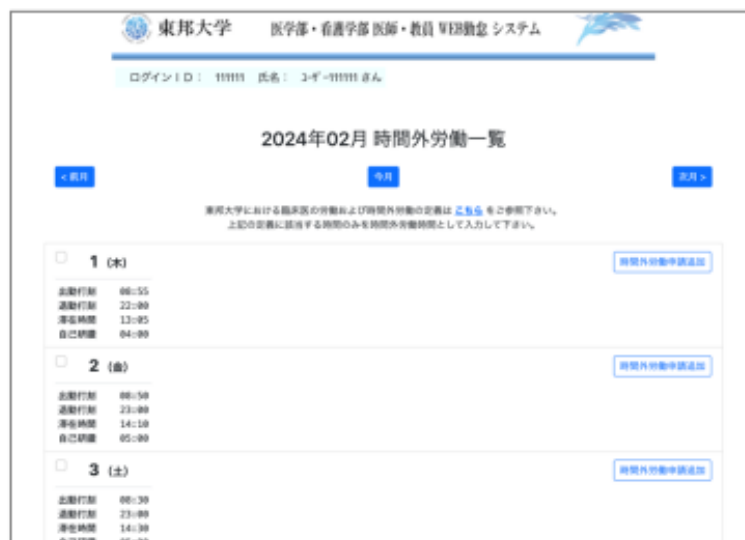 東邦大学 医学部・看護学部 医師・教員 WEB勤怠 システム
ログインID: 111111 氏名: ユーザー111111 さん
2024年02月 時間外労働一覧
< 前月 今月 次月 >
東邦大学における臨床医の労働および時間外労働の定義は こちら をご参照下さい。
上記の定義に該当する時間のみを時間外労働時間として入力して下さい。
1 (木) 時間外労働申請追加
出勤打刻 08:55
退勤打刻 22:00
滞在時間 13:05
自己研鑽 04:00
2 (金) 時間外労働申請追加
出勤打刻 08:50
退勤打刻 23:00
滞在時間 14:10
自己研鑽 05:00
3 (土) 時間外労働申請追加
出勤打刻 08:30
退勤打刻 23:00
滞在時間 14:30